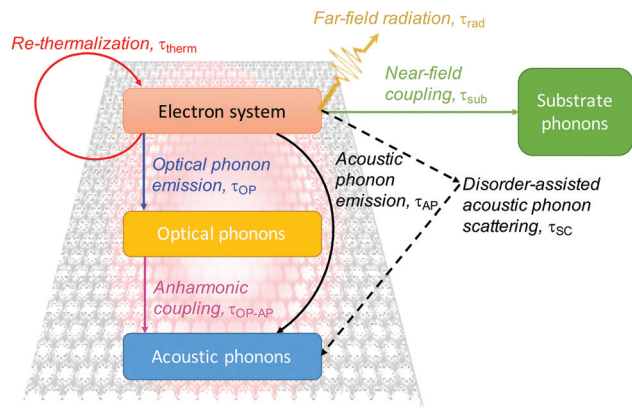 Far-field radiation, τrad
Re-thermalization, τtherm
Near-field
coupling, τsub
Electron system
Substrate
phonons
Optical phonon
emission, τOP
Acoustic
phonon
emission, τAP
Disorder-assisted
acoustic phonon
scattering, τSC
Optical phonons
Anharmonic
coupling, τOP-AP
Acoustic phonons